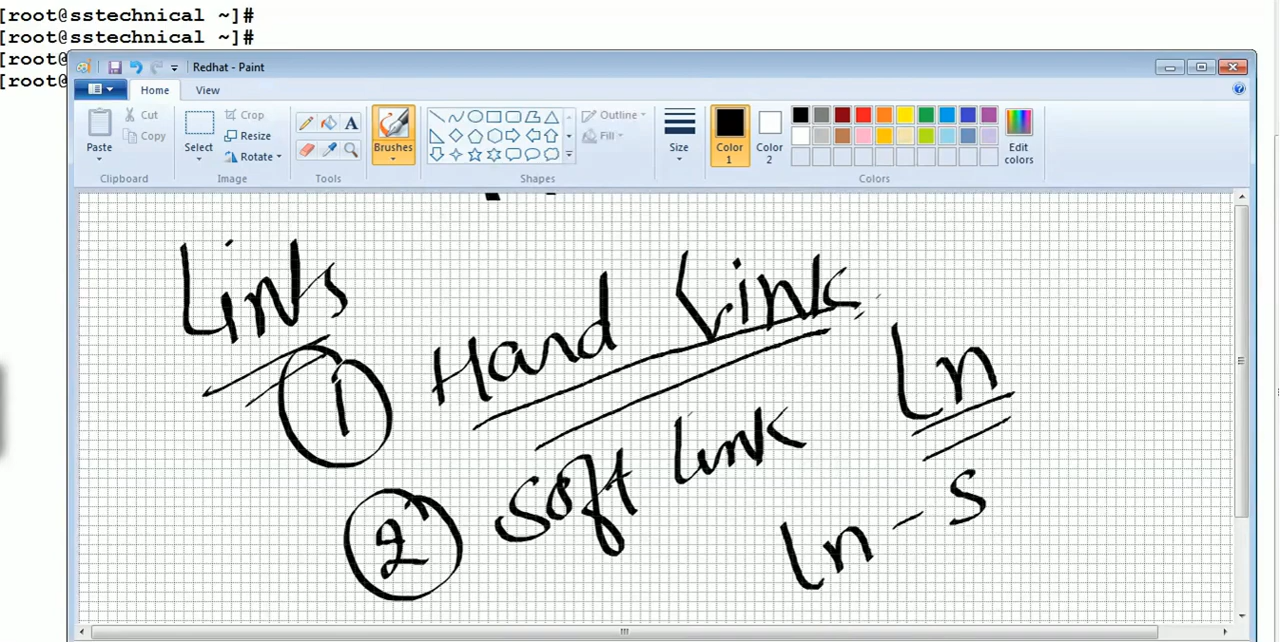 [root@sstechnical ~]#
[root@sstechnical ~]#
[root@
[root@
Redhat - Paint
Home View
Paste
Cut
Copy
Clipboard
Select
Crop
Resize
Rotate
Image
A
Tools
Brushes
Outline
Fill
Shapes
Size
Color 1
Color 2
Edit colors
Colors
Links
1 Hard Link Ln
2 Soft Link ln -s